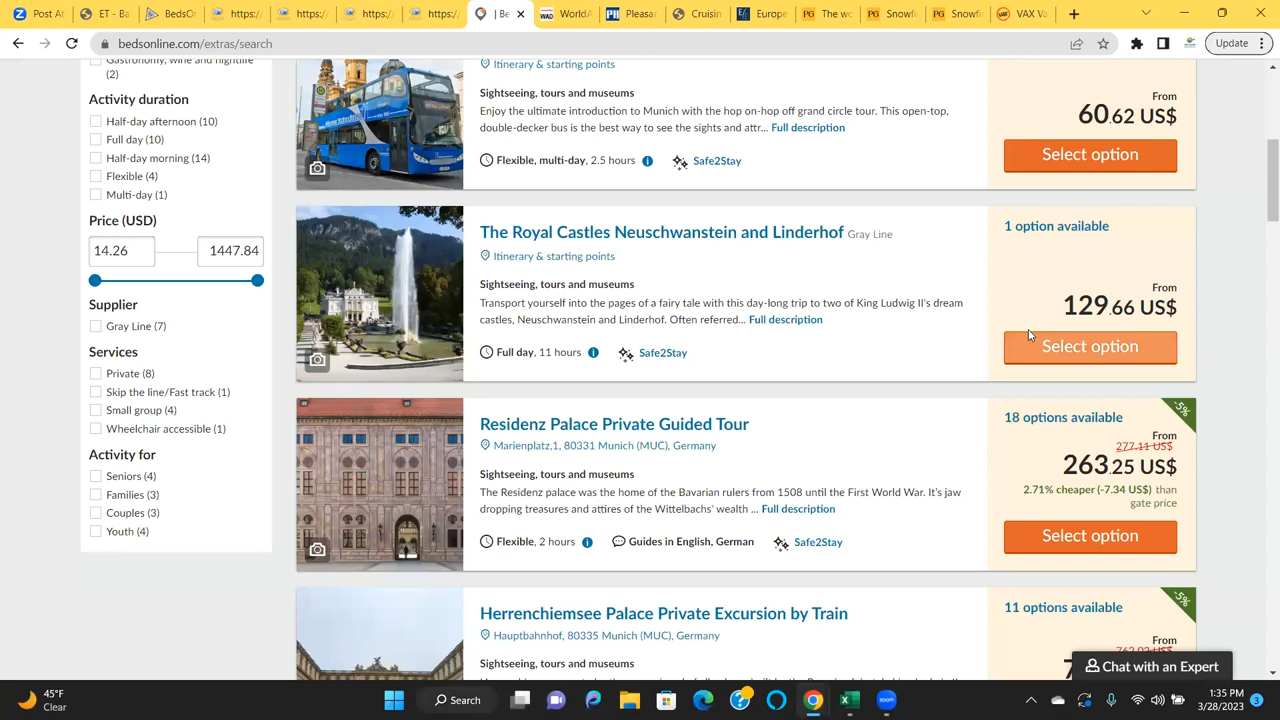 Post At
ET - Ba
BedsO
https:/
https:/
https:/
https:/
| Be
WorldA
Pleasar
Cruisin
Europe
The wo
Snowfi
Snowfi
VAX Va
bedsonline.com/extras/search
Update
Gastronomy, wine and nightlife
(2)
Activity duration
Half-day afternoon (10)
Full day (10)
Half-day morning (14)
Flexible (4)
Multi-day (1)
Price (USD)
14.26
1447.84
Supplier
Gray Line (7)
Services
Private (8)
Skip the line/Fast track (1)
Small group (4)
Wheelchair accessible (1)
Activity for
Seniors (4)
Families (3)
Couples (3)
Youth (4)
Itinerary & starting points
Sightseeing, tours and museums
Enjoy the ultimate introduction to Munich with the hop on-hop off grand circle tour. This open-top,
double-decker bus is the best way to see the sights and attr... Full description
Flexible, multi-day, 2.5 hours
Safe2Stay
From
60.62 US$
Select option
The Royal Castles Neuschwanstein and Linderhof Gray Line
Itinerary & starting points
Sightseeing, tours and museums
Transport yourself into the pages of a fairy tale with this day-long trip to two of King Ludwig II's dream
castles, Neuschwanstein and Linderhof. Often referred... Full description
Full day, 11 hours
Safe2Stay
1 option available
From
129.66 US$
Select option
Residenz Palace Private Guided Tour
Marienplatz,1, 80331 Munich (MUC), Germany
Sightseeing, tours and museums
The Residenz palace was the home of the Bavarian rulers from 1508 until the First World War. It's jaw
dropping treasures and attires of the Wittelbachs' wealth ... Full description
Flexible, 2 hours
Guides in English, German
Safe2Stay
-5%
18 options available
From
277.11 US$
263.25 US$
2.71% cheaper (-7.34 US$) than
gate price
Select option
Herrenchiemsee Palace Private Excursion by Train
Hauptbahnhof, 80335 Munich (MUC), Germany
Sightseeing, tours and museums
-5%
11 options available
From
Chat with an Expert
45°F
Clear
Search
zoom
1:35 PM
3/28/2023
3